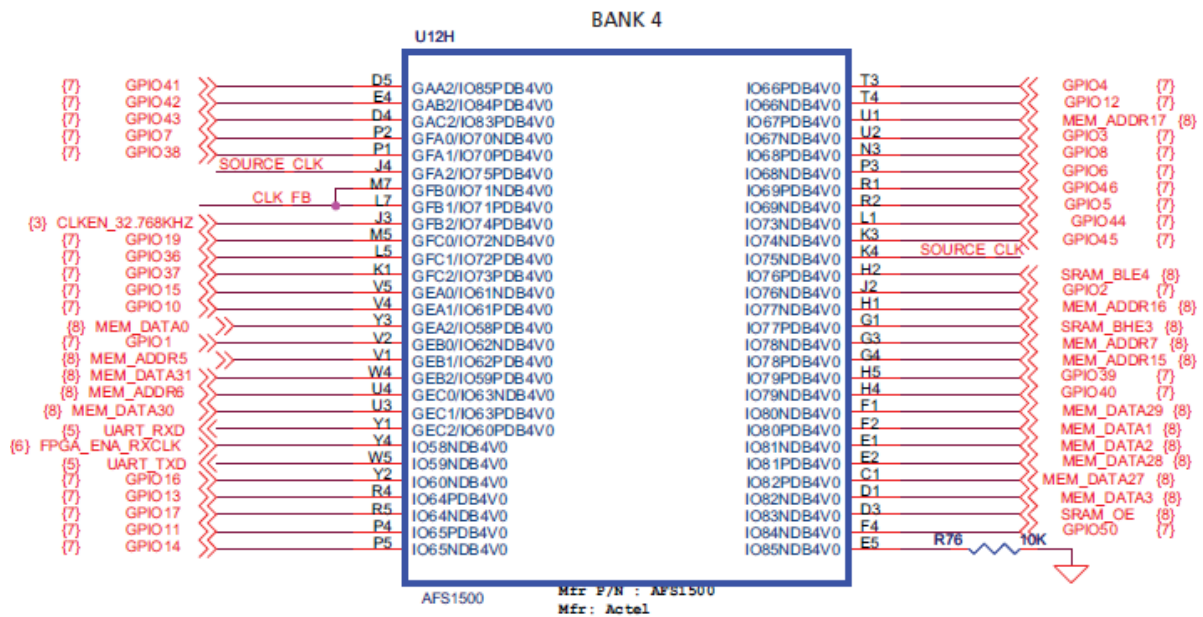 BANK 4
U12H
{7} GPIO41 D5 GAA2/IO85PDB4V0 IO66PDB4V0 T3 GPIO4 {7}
{7} GPIO42 E4 GAB2/IO84PDB4V0 IO66NDB4V0 T4 GPIO12 {7}
{7} GPIO43 D4 GAC2/IO83PDB4V0 IO67PDB4V0 U1 MEM_ADDR17 {8}
{7} GPIO7 P2 GFA0/IO70NDB4V0 IO67NDB4V0 U2 GPIO3 {7}
{7} GPIO38 P1 GFA1/IO70PDB4V0 IO68PDB4V0 N3 GPIO8 {7}
SOURCE_CLK J4 GFA2/IO75PDB4V0 IO68NDB4V0 P3 GPIO6 {7}
M7 GFB0/IO71NDB4V0 IO69PDB4V0 R1 GPIO46 {7}
CLK_FB L7 GFB1/IO71PDB4V0 IO69NDB4V0 R2 GPIO5 {7}
{3} CLKEN_32.768KHZ J3 GFB2/IO74PDB4V0 IO73NDB4V0 L1 GPIO44 {7}
{7} GPIO19 M5 GFC0/IO72NDB4V0 IO74NDB4V0 K3 GPIO45 {7}
{7} GPIO36 L5 GFC1/IO72PDB4V0 IO75NDB4V0 K4 SOURCE_CLK
{7} GPIO37 K1 GFC2/IO73PDB4V0 IO76PDB4V0 H2 SRAM_BLE4 {8}
{7} GPIO15 V5 GEA0/IO61NDB4V0 IO76NDB4V0 J2 GPIO2 {7}
{7} GPIO10 V4 GEA1/IO61PDB4V0 IO77NDB4V0 H1 MEM_ADDR16 {8}
{8} MEM_DATA0 Y3 GEA2/IO58PDB4V0 IO77PDB4V0 G1 SRAM_BHE3 {8}
{7} GPIO1 V2 GEB0/IO62NDB4V0 IO78NDB4V0 G3 MEM_ADDR7 {8}
{8} MEM_ADDR5 V1 GEB1/IO62PDB4V0 IO78PDB4V0 G4 MEM_ADDR15 {8}
{8} MEM_DATA31 W4 GEB2/IO59PDB4V0 IO79PDB4V0 H5 GPIO39 {7}
{8} MEM_ADDR6 U4 GEC0/IO63NDB4V0 IO79NDB4V0 H4 GPIO40 {7}
{8} MEM_DATA30 U3 GEC1/IO63PDB4V0 IO80NDB4V0 F1 MEM_DATA29 {8}
{5} UART_RXD Y1 GEC2/IO60PDB4V0 IO80PDB4V0 F2 MEM_DATA1 {8}
{6} FPGA_ENA_RXCLK Y4 IO58NDB4V0 IO81NDB4V0 E1 MEM_DATA2 {8}
{5} UART_TXD W5 IO59NDB4V0 IO81PDB4V0 E2 MEM_DATA28 {8}
{7} GPIO16 Y2 IO60NDB4V0 IO82PDB4V0 C1 MEM_DATA27 {8}
{7} GPIO13 R4 IO64PDB4V0 IO82NDB4V0 D1 MEM_DATA3 {8}
{7} GPIO17 R5 IO64NDB4V0 IO83NDB4V0 D3 SRAM_OE {8}
{7} GPIO11 P4 IO65PDB4V0 IO84NDB4V0 F4 GPIO50 {7}
{7} GPIO14 P5 IO65NDB4V0 IO85NDB4V0 E5 R76 10K
AFS1500 Mfr P/N : AFS1500
Mfr: Actel